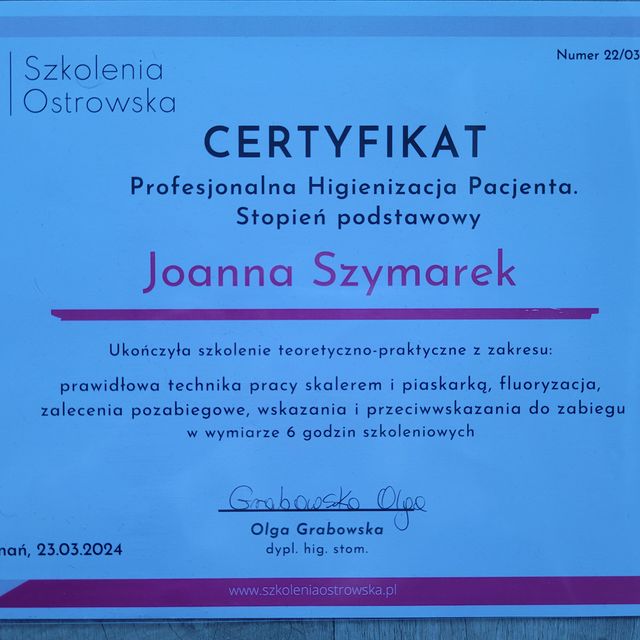 Szkolenia
Ostrowska
Numer 22/03
CERTYFIKAT
Profesjonalna Higienizacja Pacjenta.
Stopień podstawowy
Joanna Szymarek
Ukończyła szkolenie teoretyczno-praktyczne z zakresu:
prawidłowa technika pracy skalerem i piaskarką, fluoryzacja,
zalecenia pozabiegowe, wskazania i przeciwwskazania do zabiegu
w wymiarze 6 godzin szkoleniowych
Grabowska Olga
Olga Grabowska
dypl. hig. stom.
nań, 23.03.2024
www.szkoleniaostrowska.pl